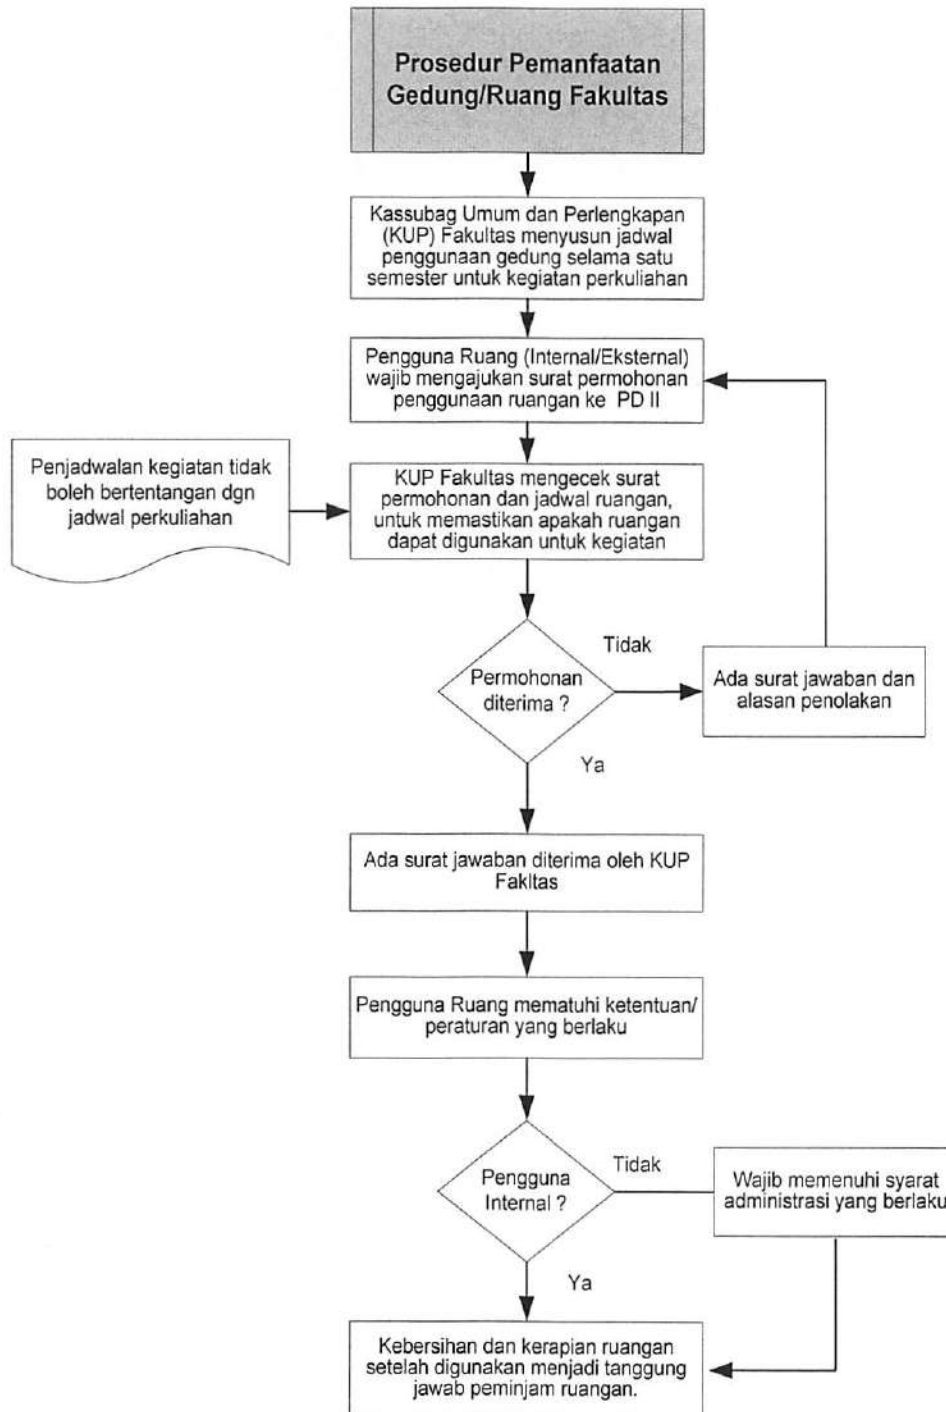 Prosedur Pemanfaatan
Gedung/Ruang Fakultas
Kassubag Umum dan Perlengkapan
(KUP) Fakultas menyusun jadwal
penggunaan gedung selama satu
semester untuk kegiatan perkuliahan
Pengguna Ruang (Internal/Eksternal)
wajib mengajukan surat permohonan
penggunaan ruangan ke PD II
Penjadwalan kegiatan tidak
boleh bertentangan dgn
jadwal perkuliahan
KUP Fakultas mengecek surat
permohonan dan jadwal ruangan,
untuk memastikan apakah ruangan
dapat digunakan untuk kegiatan
Permohonan
diterima ?
Tidak
Ada surat jawaban dan
alasan penolakan
Ya
Ada surat jawaban diterima oleh KUP
Fakltas
Pengguna Ruang mematuhi ketentuan/
peraturan yang berlaku
Pengguna
Internal ?
Tidak
Wajib memenuhi syarat
administrasi yang berlaku
Ya
Kebersihan dan kerapian ruangan
setelah digunakan menjadi tanggung
jawab peminjam ruangan.